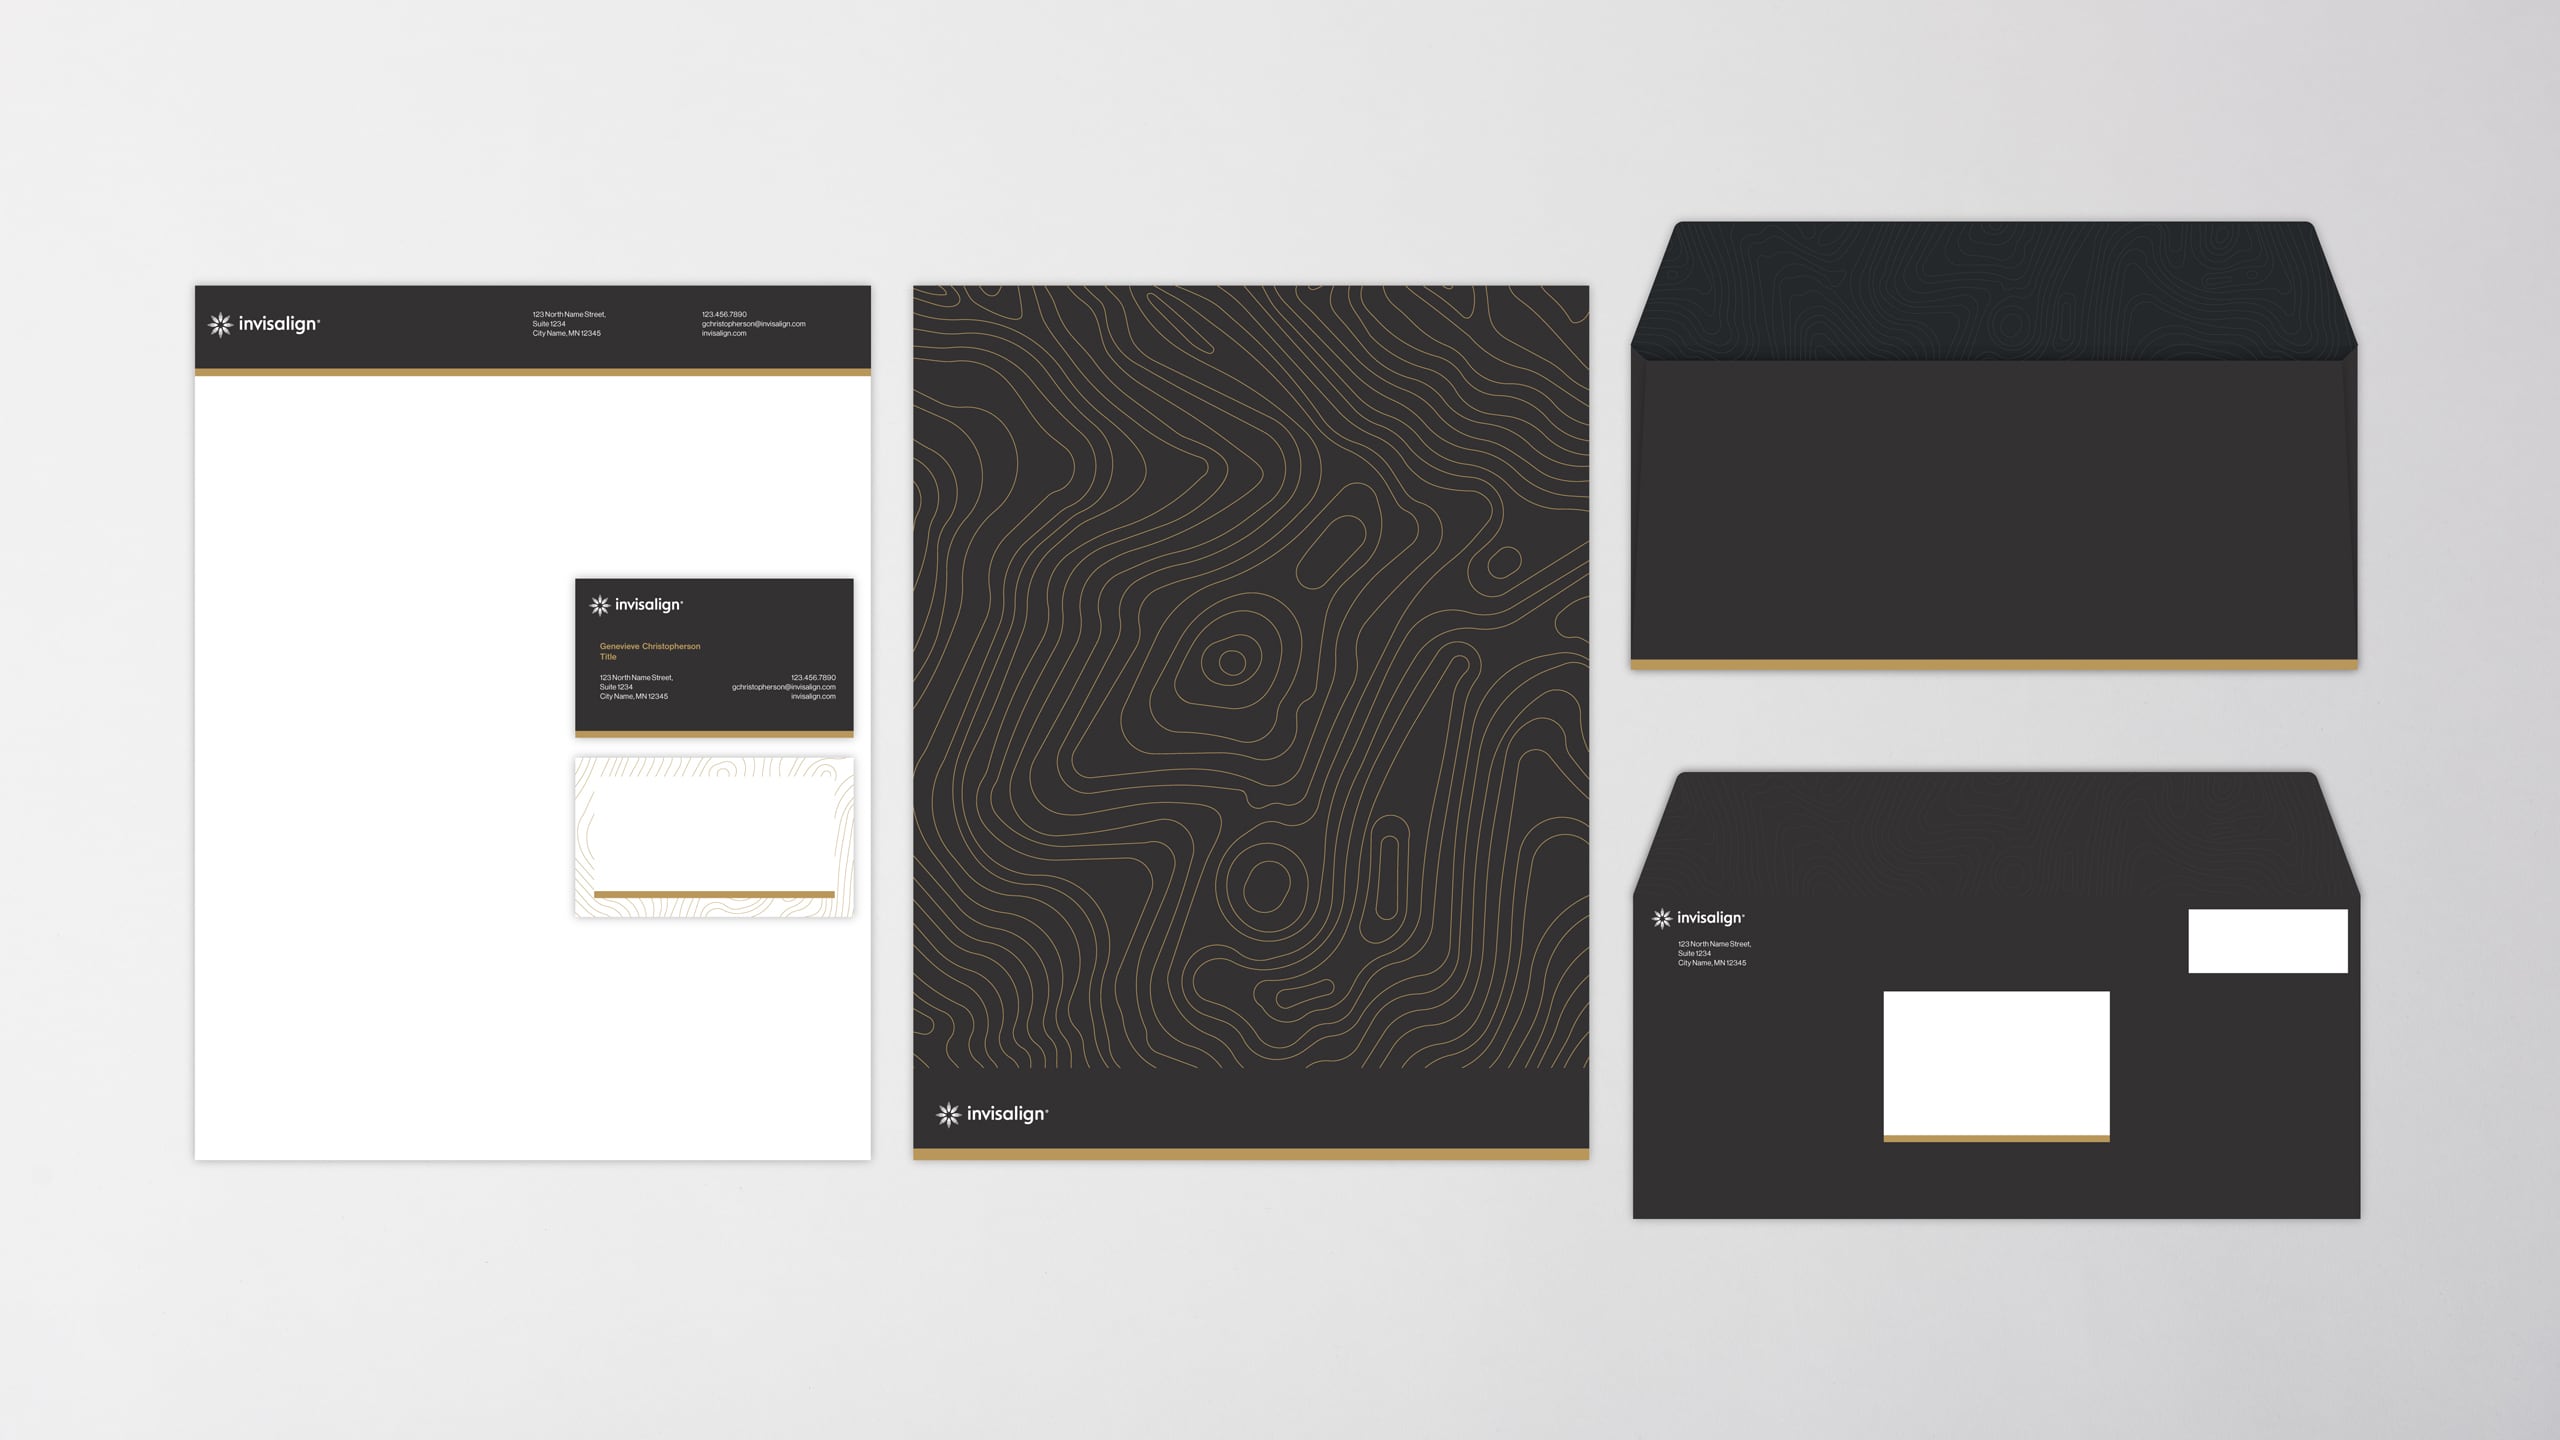 invisalign®
123 North Name Street,
Suite 1234
City Name, MN 12345
123.456.7890
gchristopherson@invisalign.com
invisalign.com
invisalign®
Genevieve Christopherson
Title
123 North Name Street,
Suite 1234
City Name, MN 12345
123.456.7890
gchristopherson@invisalign.com
invisalign.com
invisalign®
invisalign®
123 North Name Street,
Suite 1234
City Name, MN 12345